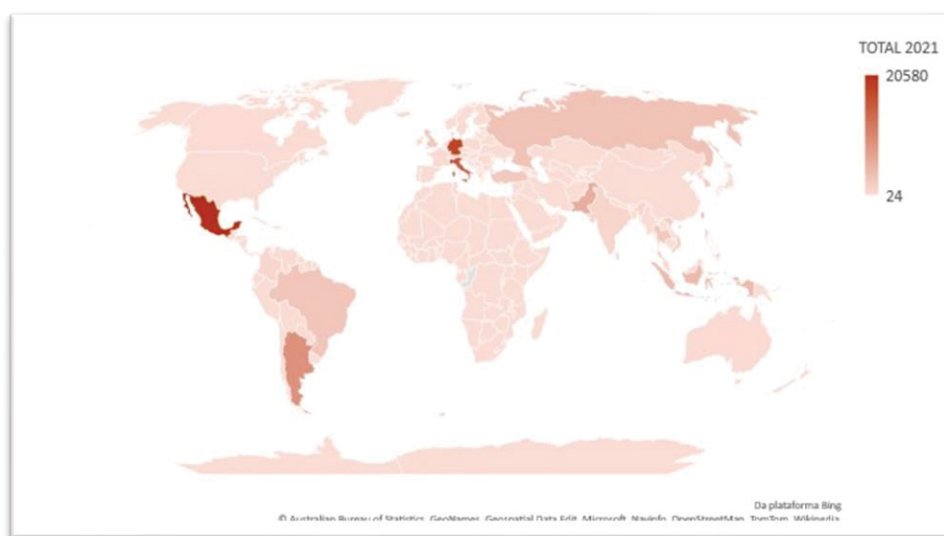 TOTAL 2021
20580
24
Da plataforma Bing
© Australian Bureau of Statistics, GeoNames, Geospatial Data Edit, Microsoft, Navinfo, OpenStreetMap, TomTom, Wikipedia